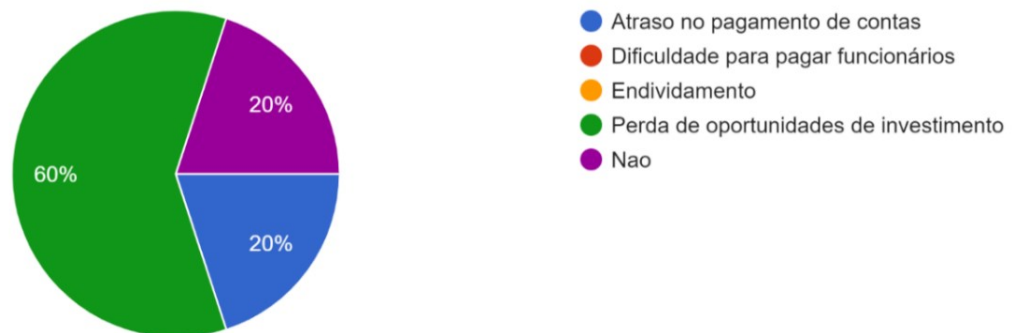 20%
60%
20%
Atraso no pagamento de contas
Dificuldade para pagar funcionários
Endividamento
Perda de oportunidades de investimento
Nao